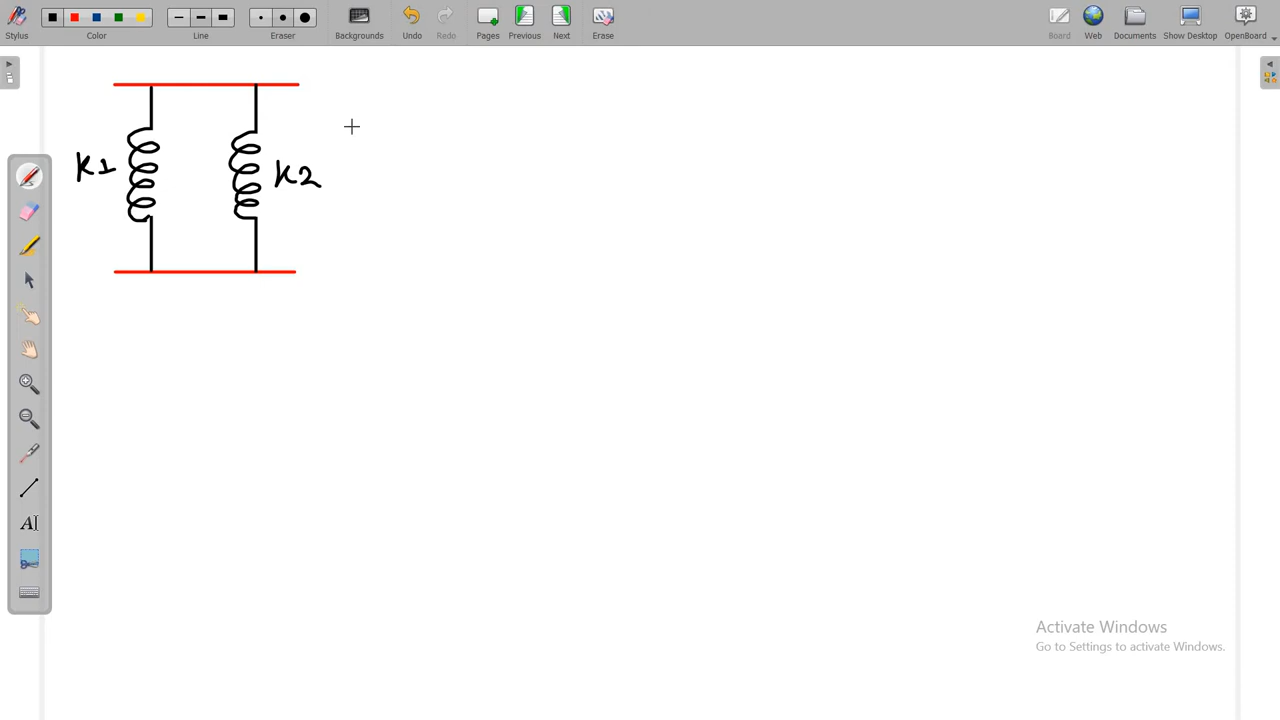 Stylus Color Line Eraser Backgrounds Undo Redo Pages Previous Next Erase Board Web Documents Show Desktop OpenBoard
K1
K2
A
Activate Windows
Go to Settings to activate Windows.